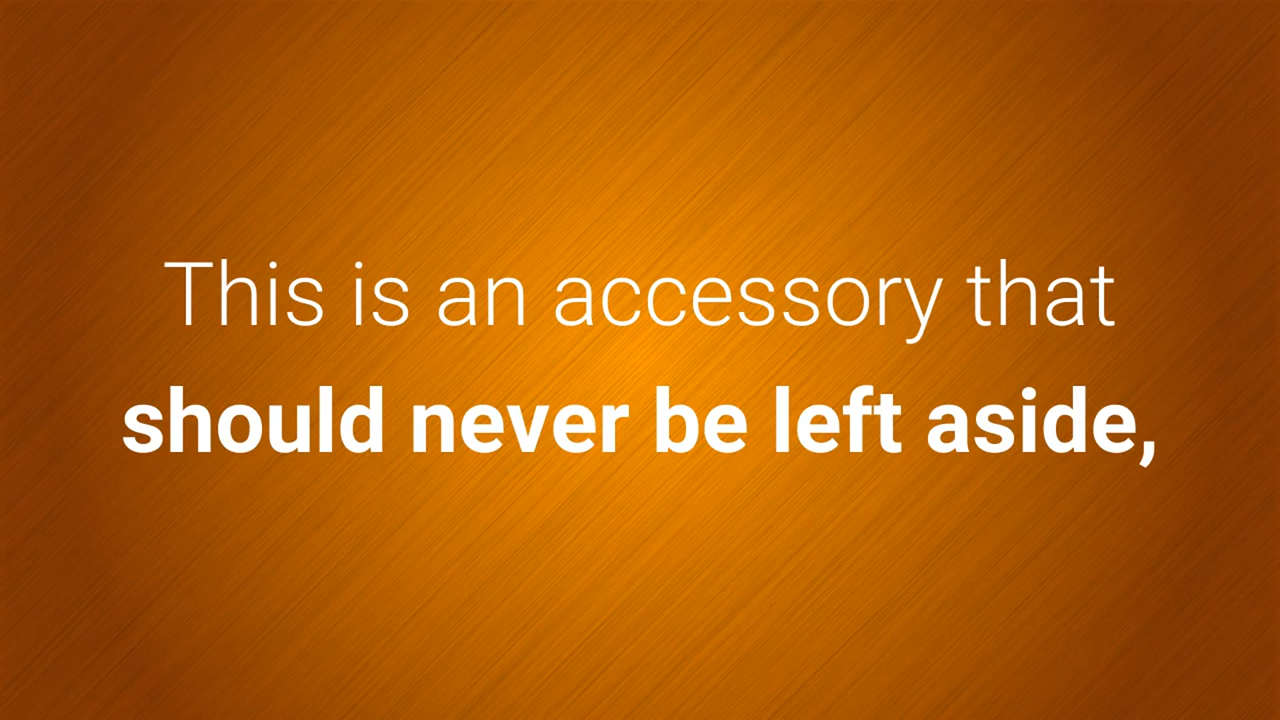 This is an accessory that
should never be left aside,